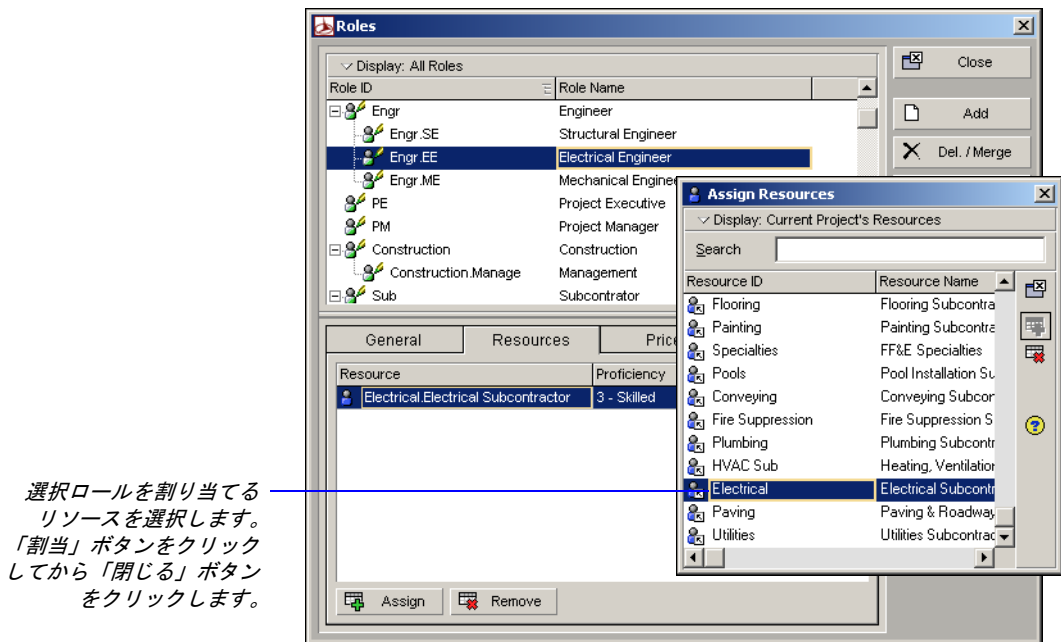 Roles
Display: All Roles
Role ID Role Name
Engr Engineer
Engr.SE Structural Engineer
Engr.EE Electrical Engineer
Engr.ME Mechanical Enginee
PE Project Executive
PM Project Manager
Construction Construction
Construction.Manage Management
Sub Subcontrator
Close
Add
Del. / Merge
General Resources Price
Resource Proficiency
Electrical.Electrical Subcontractor 3 - Skilled
Assign Remove
Assign Resources
Display: Current Project's Resources
Search
Resource ID Resource Name
Flooring Flooring Subcontra
Painting Painting Subcontra
Specialties FF&E Specialties
Pools Pool Installation Su
Conveying Conveying Subcor
Fire Suppression Fire Suppression S
Plumbing Plumbing Subcontr
HVAC Sub Heating, Ventilatior
Electrical Electrical Subcontr
Paving Paving & Roadway
Utilities Utilities Subcontrac
選択ロールを割り当てる
リソースを選択します。
「割当」ボタンをクリック
してから「閉じる」ボタン
をクリックします。